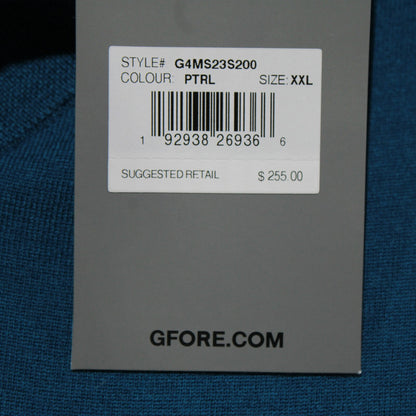 STYLE# G4MS23S200
COLOUR: PTRL SIZE: XXL
1 92938 26936 6
SUGGESTED RETAIL $ 255.00
GFORE.COM